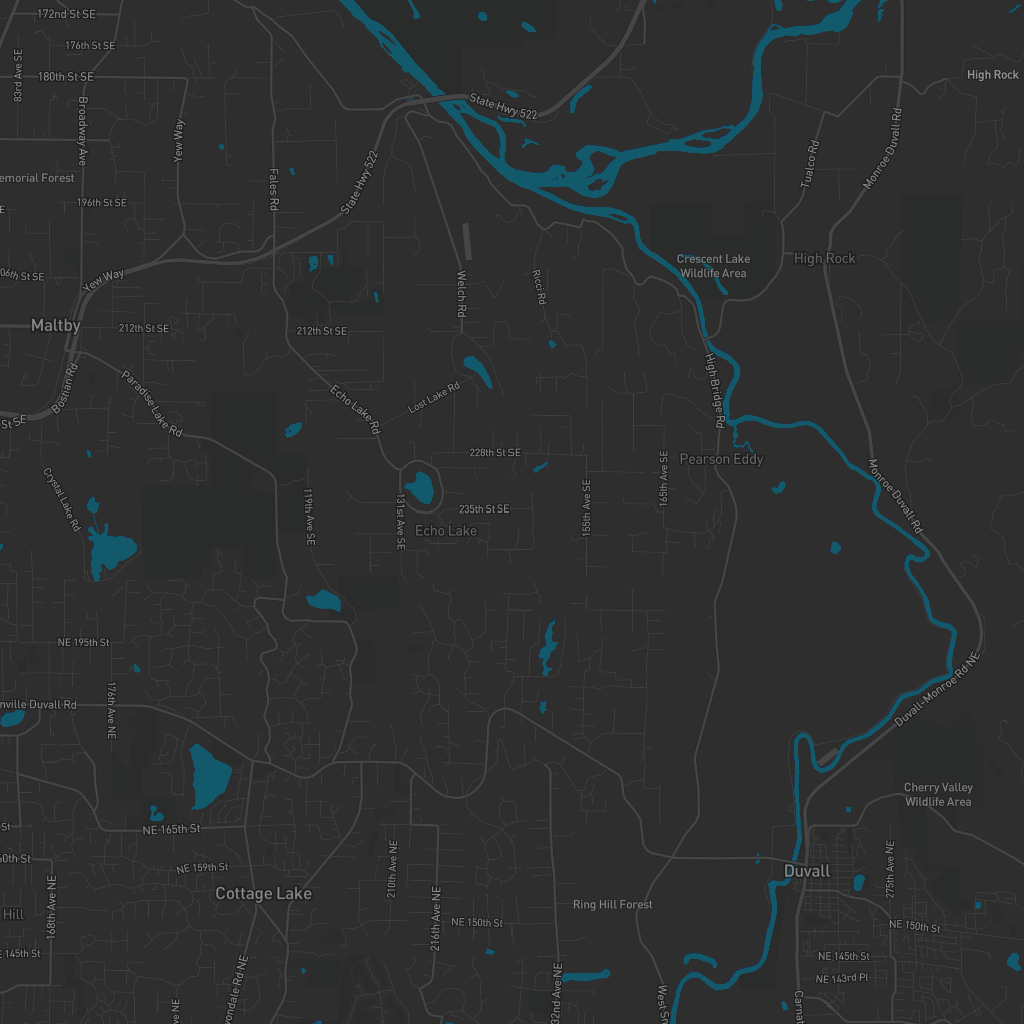 172nd St SE
176th St SE
180th St SE
83rd Ave SE
Broadway Ave
Yew Way
State Hwy 522
State Hwy 522
High Rock
Monroe Duvall Rd
Tualco Rd
Fales Rd
196th St SE
Yew Way
Crescent Lake
Wildlife Area
High Rock
Welch Rd
Ricci Rd
Maltby
212th St SE
212th St SE
Bostian Rd
Paradise Lake Rd
Echo Lake Rd
Lost Lake Rd
High Bridge Rd
228th St SE
Pearson Eddy
165th Ave SE
155th Ave SE
Monroe Duvall Rd
Crystal Lake Rd
119th Ave SE
131st Ave SE
235th St SE
Echo Lake
NE 195th St
176th Ave NE
Duvall Rd
Duvall-Monroe Rd NE
Cherry Valley
Wildlife Area
NE 165th St
NE 159th St
210th Ave NE
216th Ave NE
Cottage Lake
Duvall
275th Ave NE
168th Ave NE
Hill
Ring Hill Forest
NE 150th St
NE 150th St
NE 145th St
NE 143rd Pl